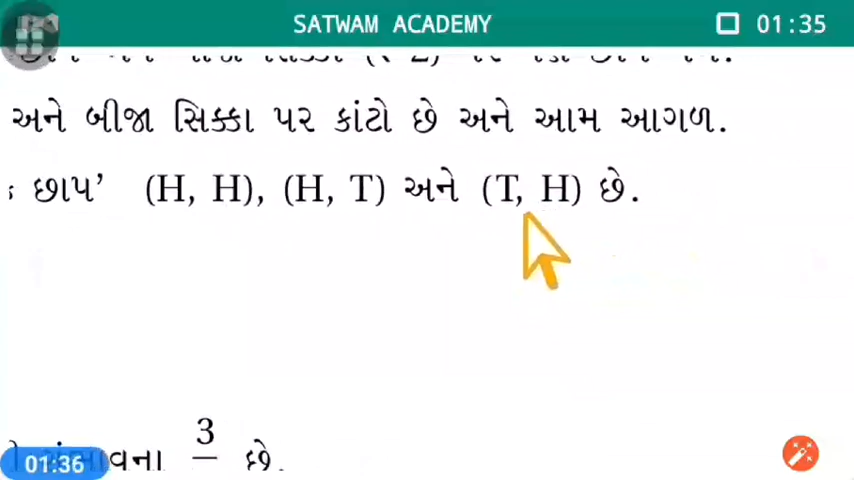 SATWAM ACADEMY
01:35
અને બીજા સિક્કા પર કાંટો છે અને આમ આગળ.
છાપ’ (H, H), (H, T) અને (T, H) છે.
3
છે.
01:36